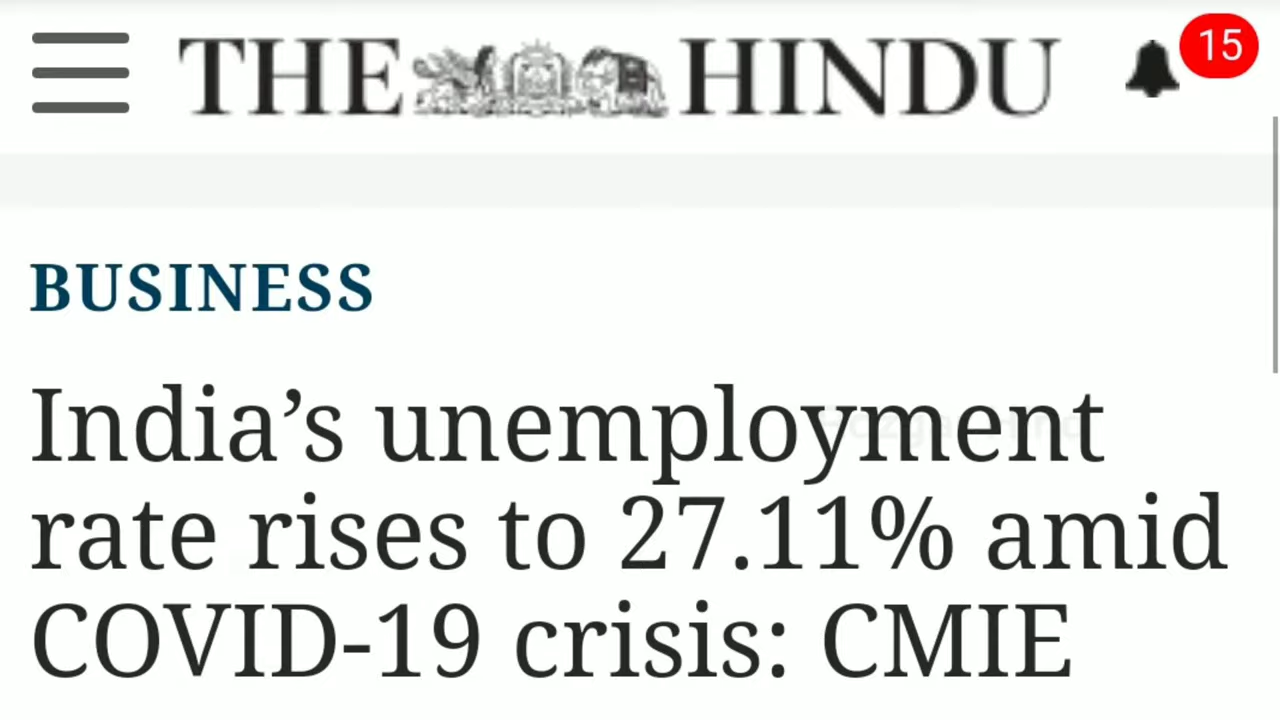 THE HINDU
15
BUSINESS
India’s unemployment
rate rises to 27.11% amid
COVID-19 crisis: CMIE